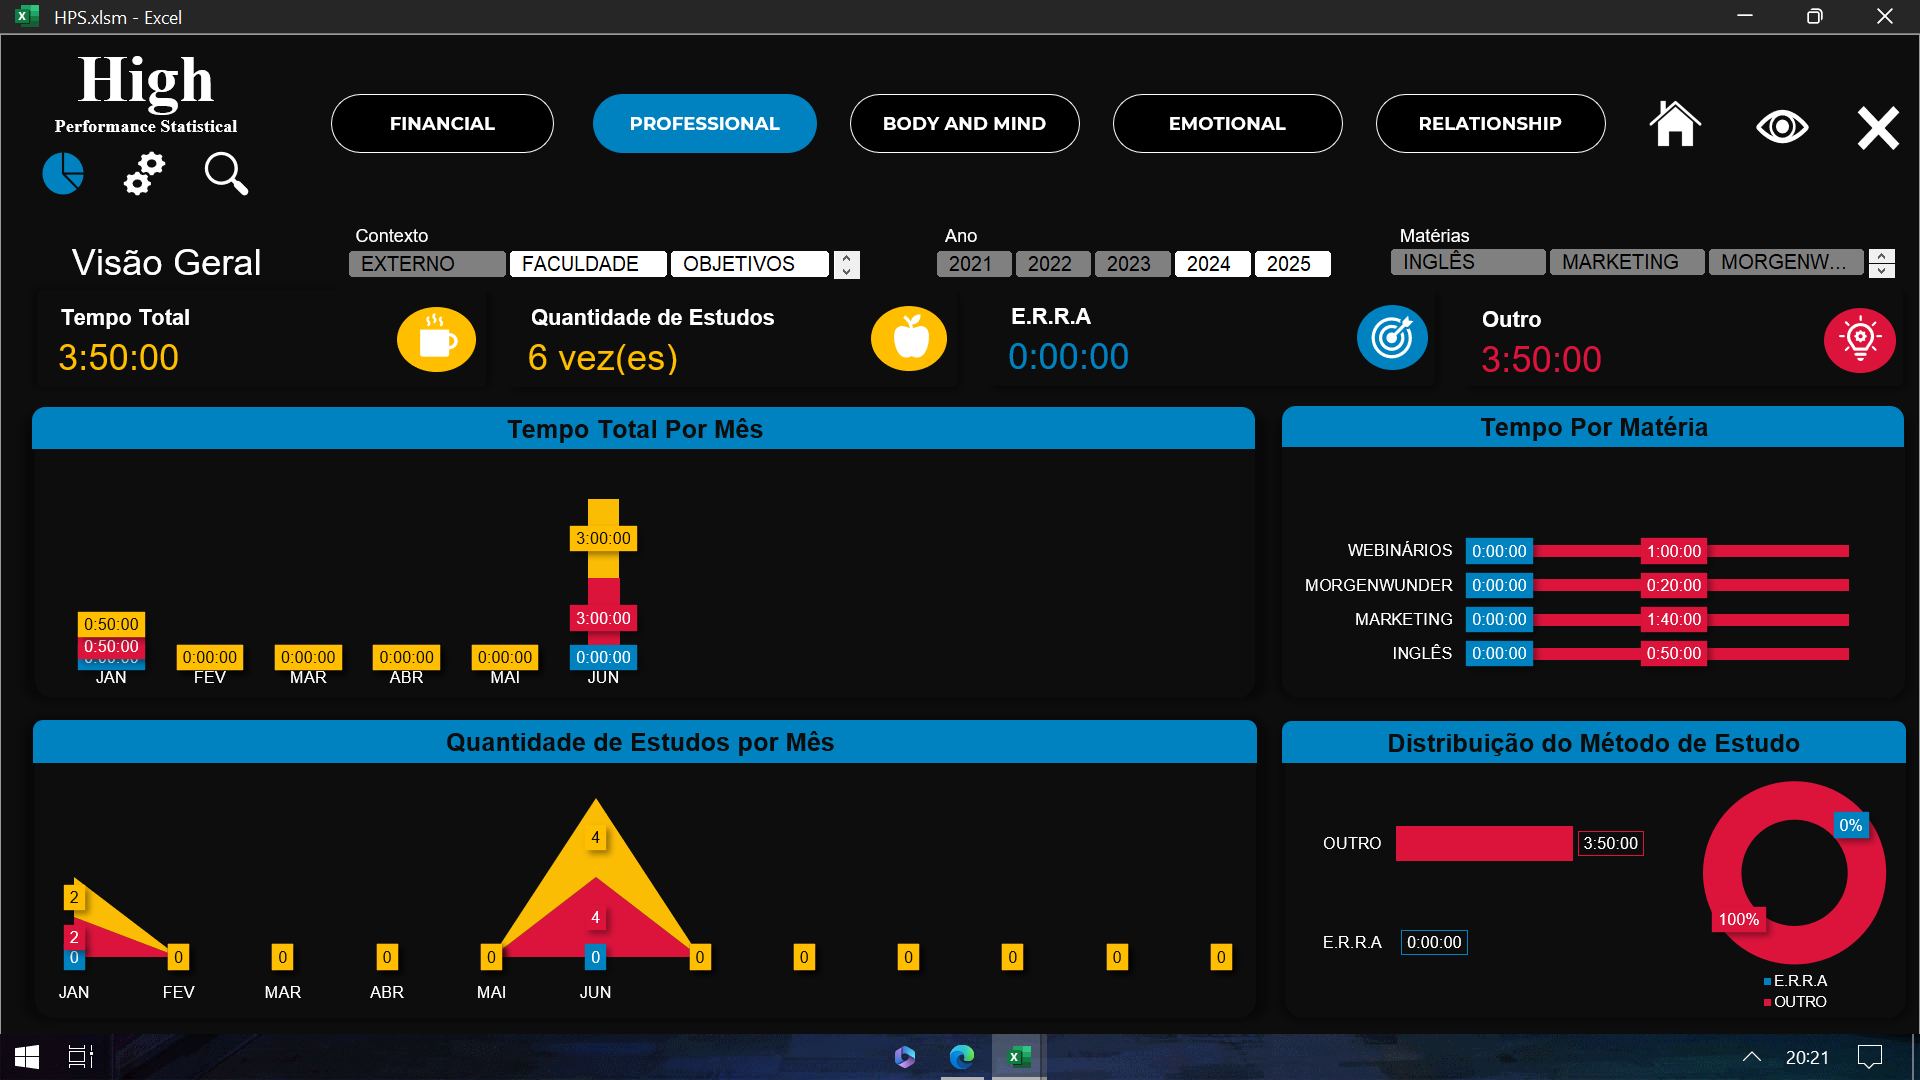 HPS.xlsm - Excel
High
Performance Statistical
FINANCIAL
PROFESSIONAL
BODY AND MIND
EMOTIONAL
RELATIONSHIP
Visão Geral
Contexto
EXTERNO
FACULDADE
OBJETIVOS
Ano
2021
2022
2023
2024
2025
Matérias
INGLÊS
MARKETING
MORGENW...
Tempo Total
3:50:00
Quantidade de Estudos
6 vez(es)
E.R.R.A
0:00:00
Outro
3:50:00
Tempo Total Por Mês
3:00:00
3:00:00
0:50:00
0:50:00
0:00:00
0:00:00
0:00:00
0:00:00
0:00:00
0:00:00
JAN
FEV
MAR
ABR
MAI
JUN
Tempo Por Matéria
WEBINÁRIOS 0:00:00 1:00:00
MORGENWUNDER 0:00:00 0:20:00
MARKETING 0:00:00 1:40:00
INGLÊS 0:00:00 0:50:00
Quantidade de Estudos por Mês
4
2
4
2
0
0
0
0
0
0
0
0
0
0
0
0
JAN
FEV
MAR
ABR
MAI
JUN
Distribuição do Método de Estudo
OUTRO 3:50:00
E.R.R.A 0:00:00
0%
100%
E.R.R.A
OUTRO
20:21